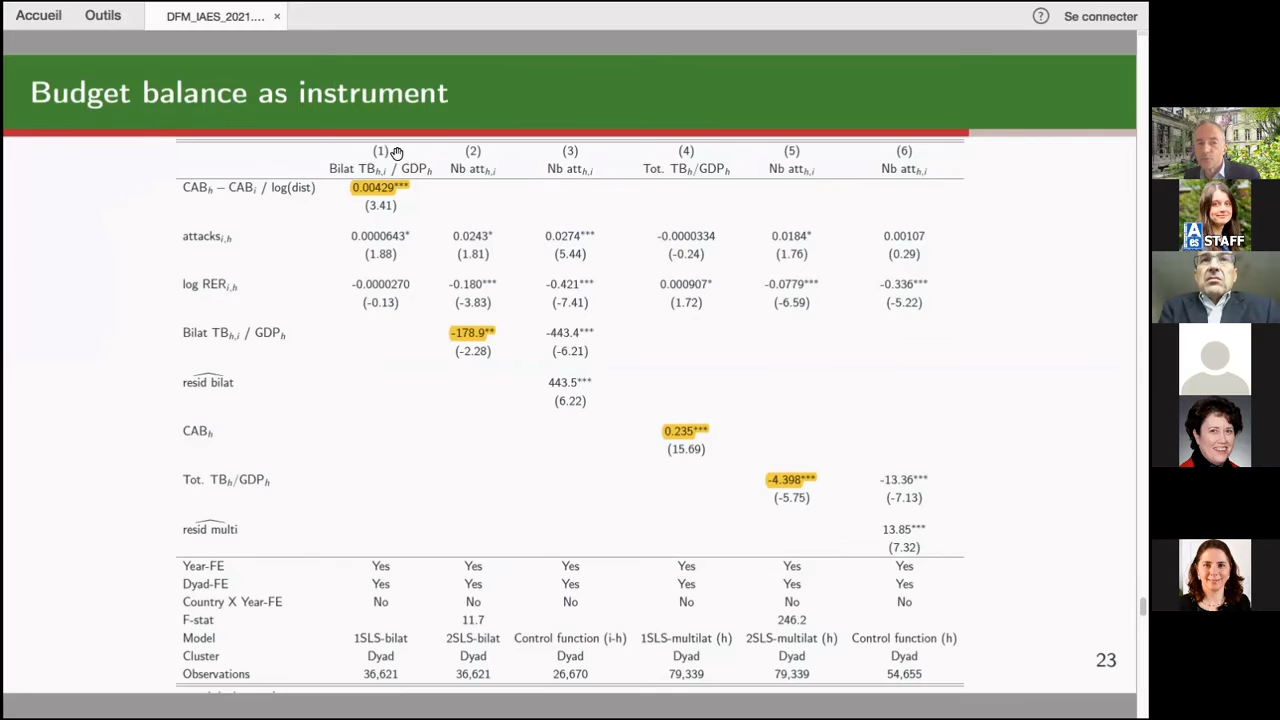 Accueil Outils DFM_IAES_2021.... × ? Se connecter
Budget balance as instrument
(1) (2) (3) (4) (5) (6)
Bilat TBh,i / GDPh Nb atth,i Nb atth,i Tot. TBh/GDPh Nb atth,i Nb atth,i
CABh − CABi / log(dist) 0.00429***
(3.41)
attacksi,h 0.0000643* 0.0243* 0.0274*** -0.0000334 0.0184* 0.00107
(1.88) (1.81) (5.44) (-0.24) (1.76) (0.29)
log RERi,h -0.0000270 -0.180*** -0.421*** 0.000907* -0.0779*** -0.336***
(-0.13) (-3.83) (-7.41) (1.72) (-6.59) (-5.22)
Bilat TBh,i / GDPh -178.9** -443.4***
(-2.28) (-6.21)
resid bilat 443.5***
(6.22)
CABh 0.235***
(15.69)
Tot. TBh/GDPh -4.398*** -13.36***
(-5.75) (-7.13)
resid multi 13.85***
(7.32)
Year-FE Yes Yes Yes Yes Yes Yes
Dyad-FE Yes Yes Yes Yes Yes Yes
Country X Year-FE No No No No No No
F-stat 11.7 246.2
Model 1SLS-bilat 2SLS-bilat Control function (i-h) 1SLS-multilat (h) 2SLS-multilat (h) Control function (h)
Cluster Dyad Dyad Dyad Dyad Dyad Dyad
Observations 36,621 36,621 26,670 79,339 79,339 54,655
23
Aes STAFF